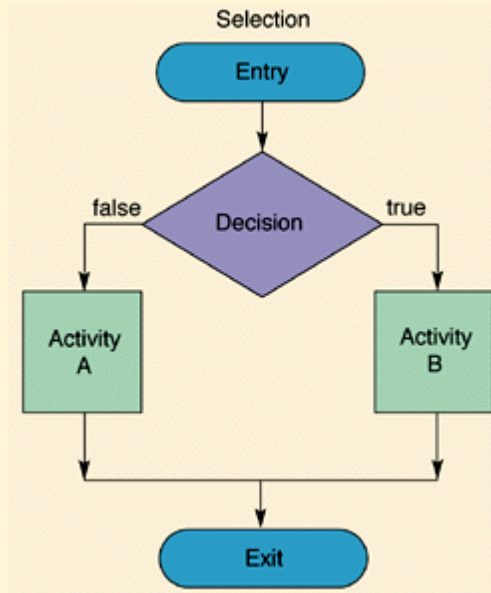 Selection
Entry
false
true
Decision
Activity
A
Activity
B
Exit